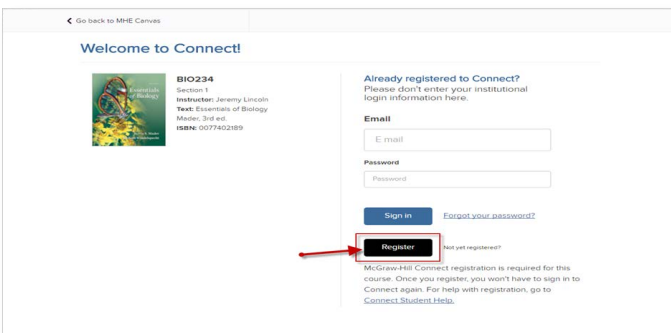 Go back to MHE Canvas
Welcome to Connect!
Essentials
of Biology
BIO234
Section 1
Instructor: Jeremy Lincoln
Text: Essentials of Biology
Mader, 3rd ed.
ISBN: 0077402189
Already registered to Connect?
Please don't enter your institutional
login information here.
Email
E mail
Password
Password
Sign in Forgot your password?
Register Not yet registered?
McGraw-Hill Connect registration is required for this
course. Once you register, you won't have to sign in to
Connect again. For help with registration, go to
Connect Student Help.